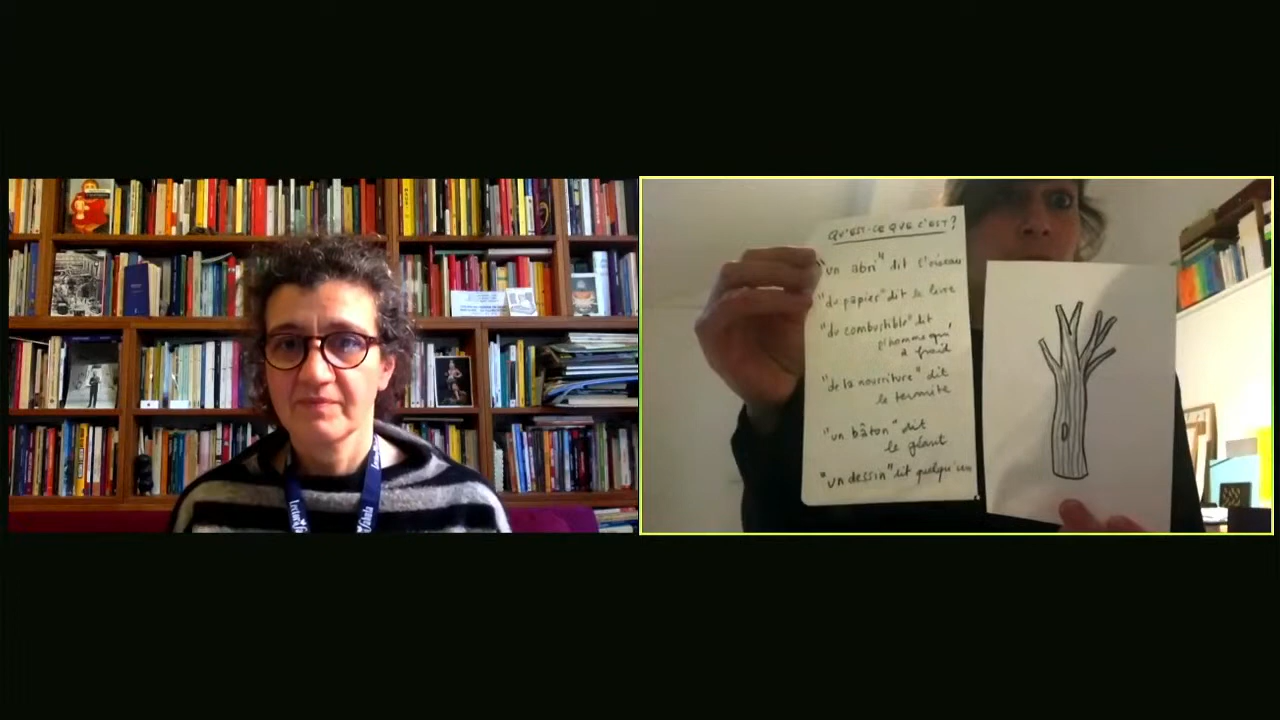 QU'EST-CE QUE C'EST?
"un abri" dit l'oiseau
"du papier" dit le livre
"du combustible" dit
l'homme qui
a froid
"de la nourriture" dit
le termite
"un bâton" dit
le géant
"un dessin" dit quelqu'un